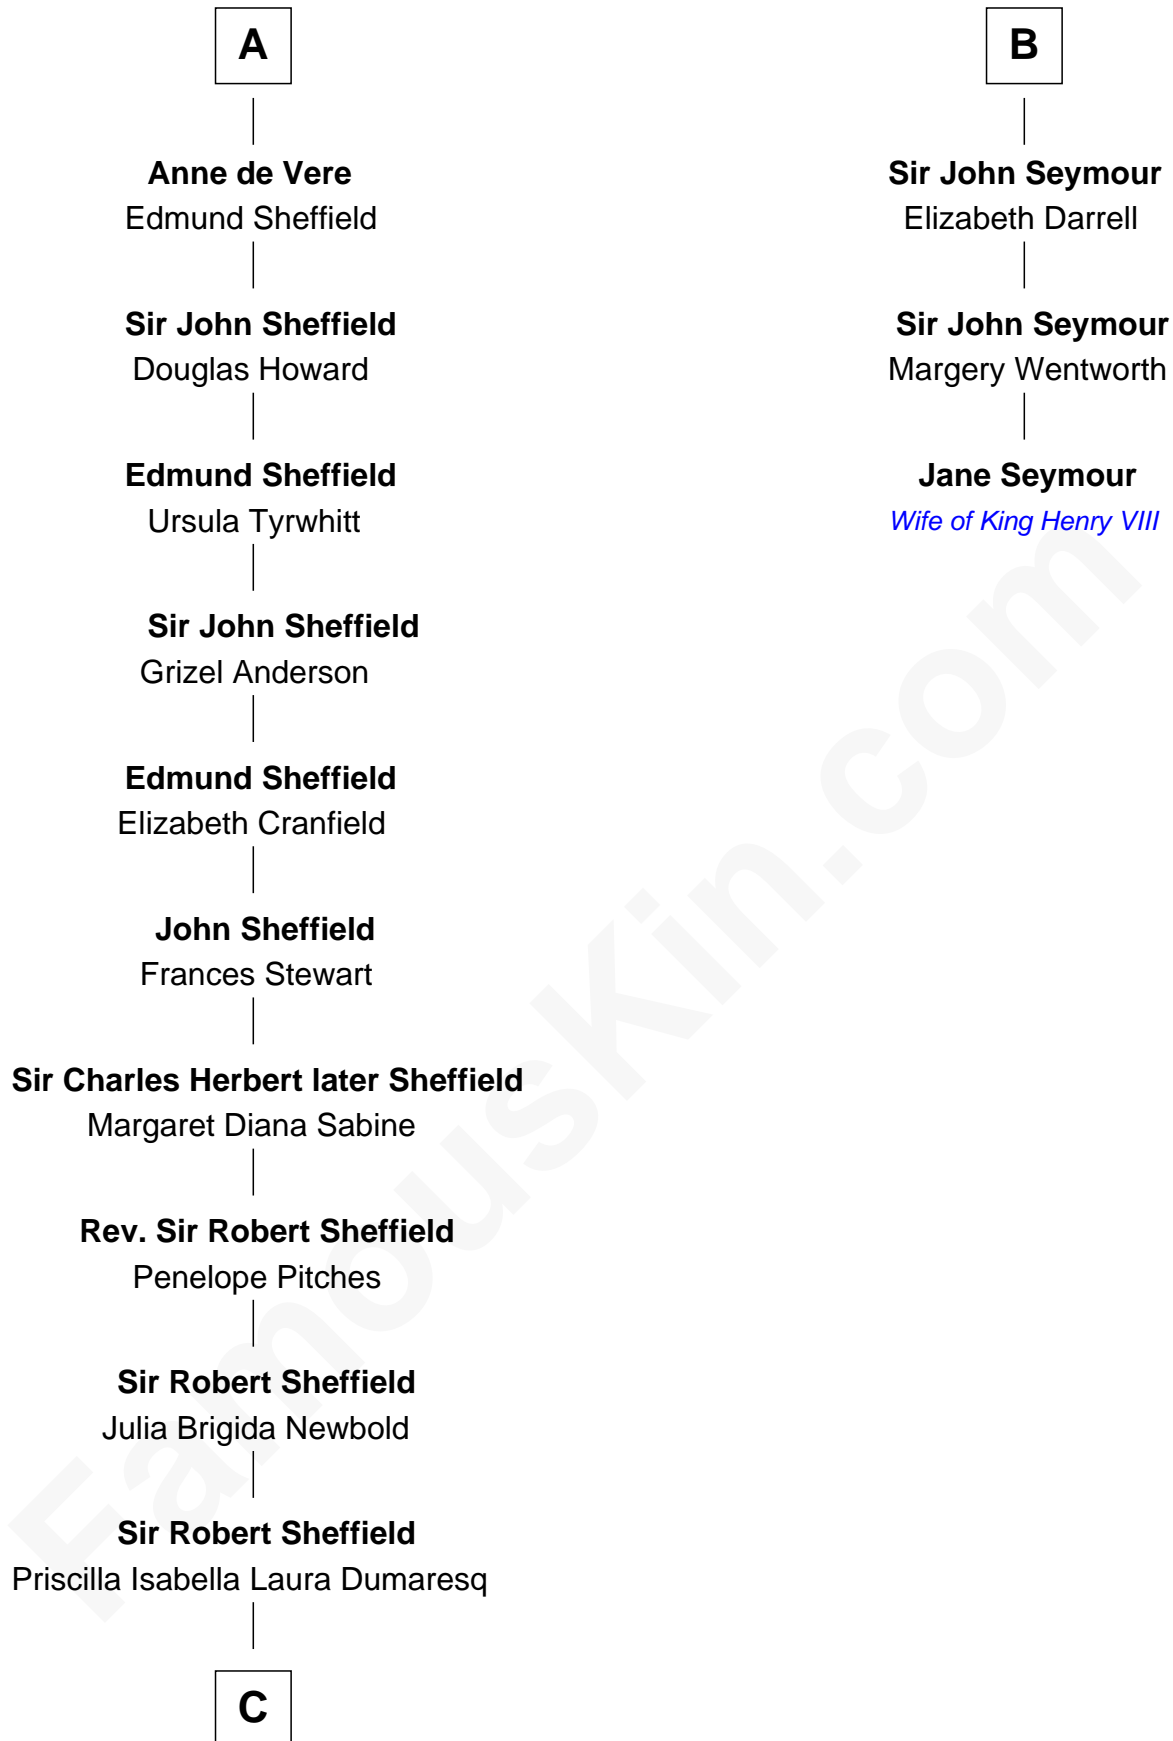 A
Anne de Vere
Edmund Sheffield
Sir John Sheffield
Douglas Howard
Edmund Sheffield
Ursula Tyrwhitt
Sir John Sheffield
Grizel Anderson
Edmund Sheffield
Elizabeth Cranfield
John Sheffield
Frances Stewart
Sir Charles Herbert later Sheffield
Margaret Diana Sabine
Rev. Sir Robert Sheffield
Penelope Pitches
Sir Robert Sheffield
Julia Brigida Newbold
Sir Robert Sheffield
Priscilla Isabella Laura Dumaresq
C
B
Sir John Seymour
Elizabeth Darrell
Sir John Seymour
Margery Wentworth
Jane Seymour
Wife of King Henry VIII
FamousKin.com